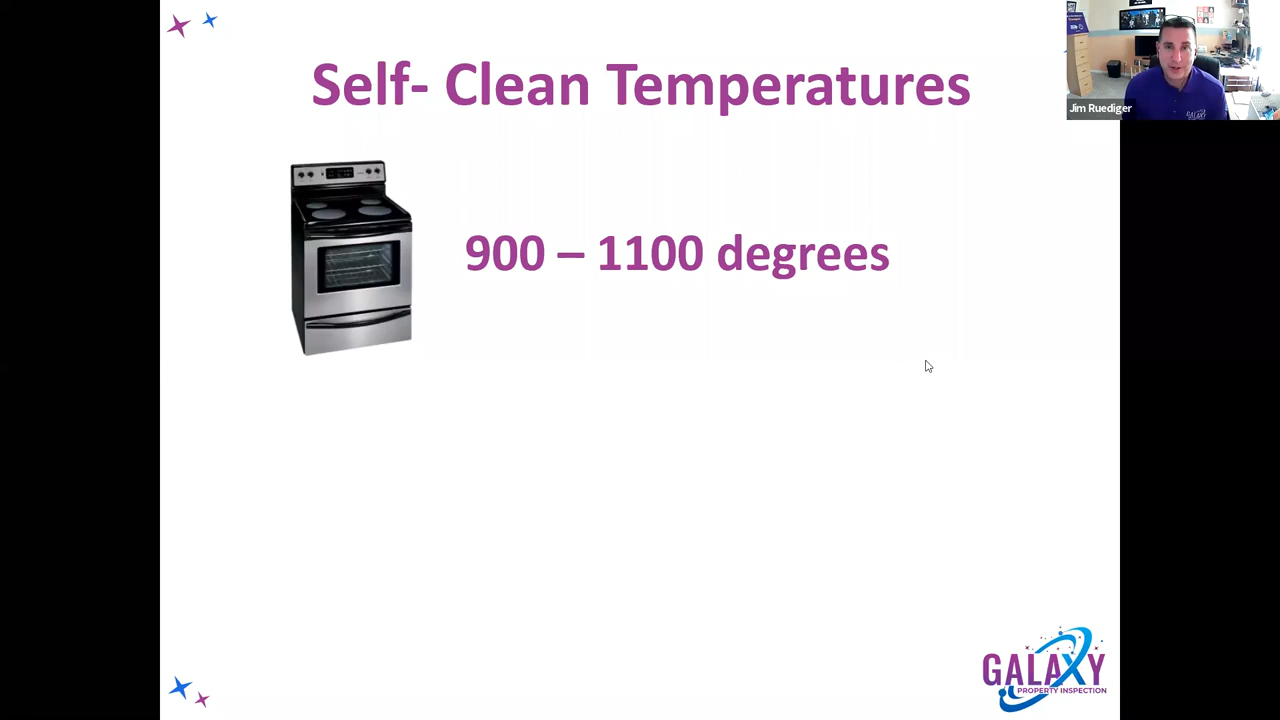 Self- Clean Temperatures
Jim Ruediger
900 – 1100 degrees
GALAXY
PROPERTY INSPECTION